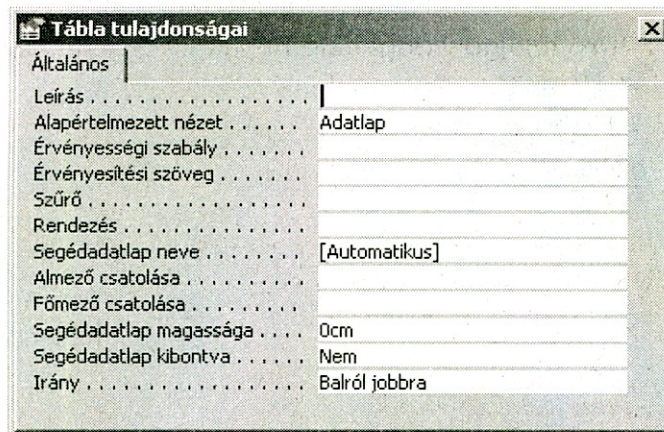 Tábla tulajdonságai
Általános
Leírás . . . . . . . . . . . . . . . . . .
Alapértelmezett nézet . . . . . . Adatlap
Érvényességi szabály . . . . . . .
Érvényesítési szöveg . . . . . . .
Szűrő . . . . . . . . . . . . . . . . . .
Rendezés . . . . . . . . . . . . . . .
Segédadatlap neve . . . . . . . . [Automatikus]
Almező csatolása . . . . . . . . . . .
Főmező csatolása . . . . . . . . . .
Segédadatlap magassága . . . . 0cm
Segédadatlap kibontva . . . . . . Nem
Irány . . . . . . . . . . . . . . . . . . . Balról jobbra